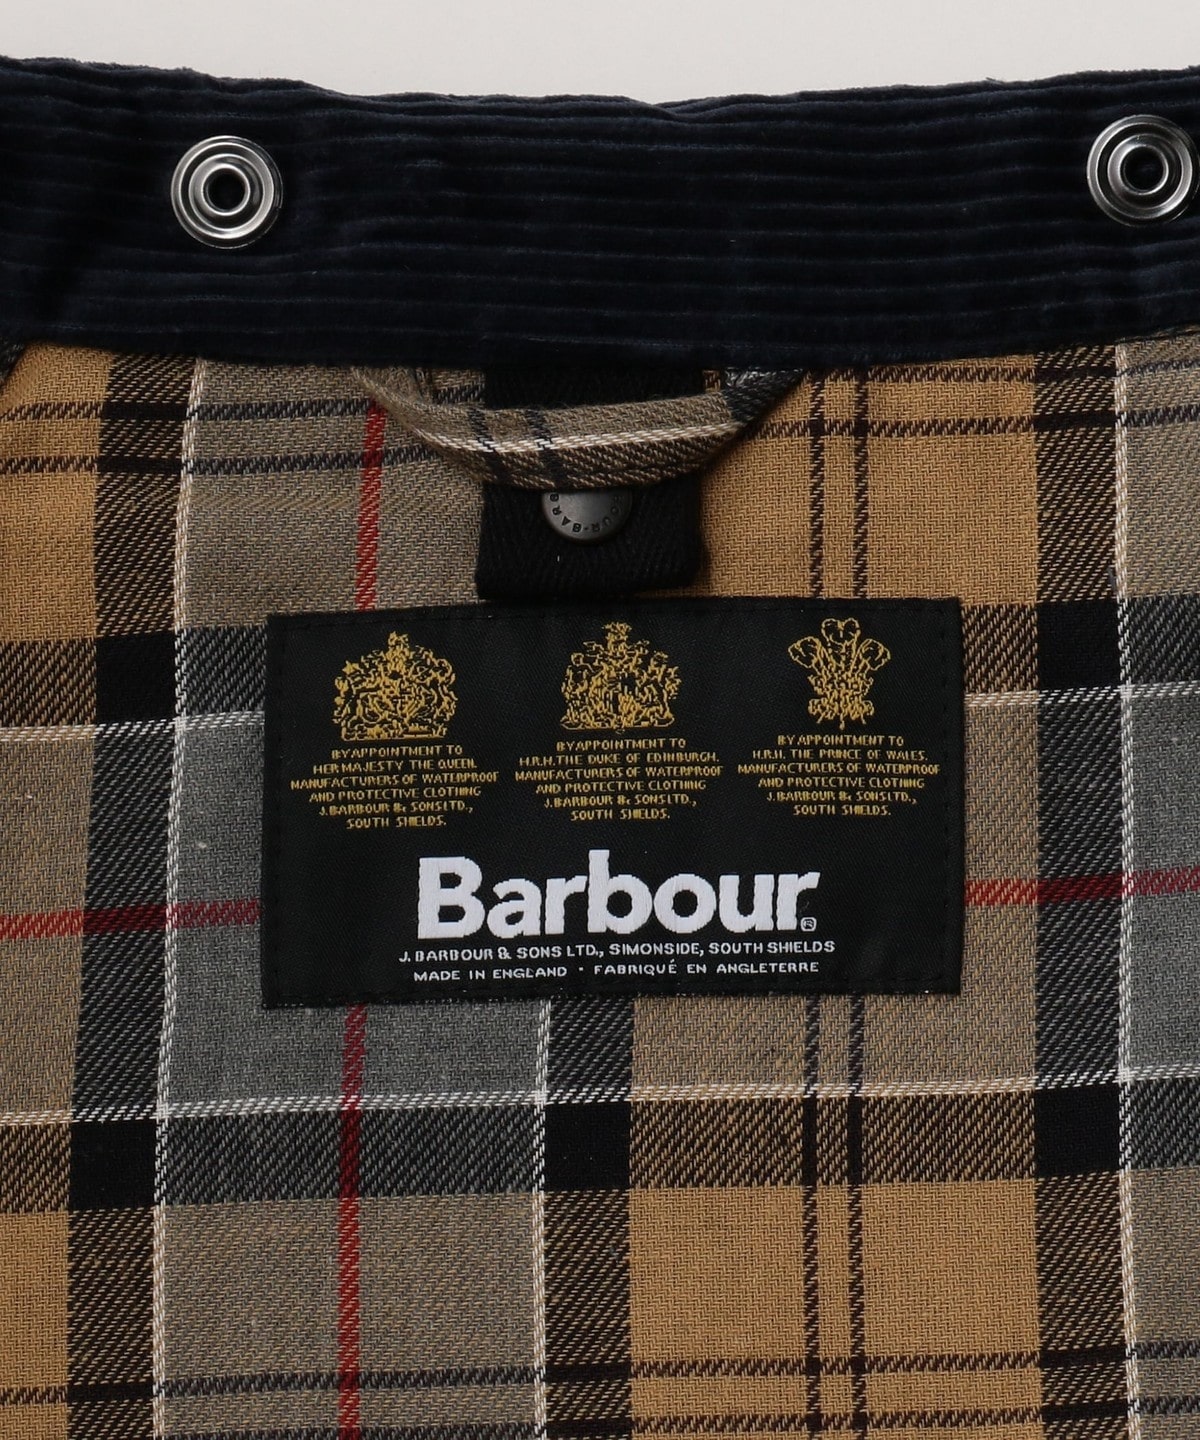 OUR · BARB
BY APPOINTMENT TO
HER MAJESTY THE QUEEN.
MANUFACTURERS OF WATERPROOF
AND PROTECTIVE CLOTHING
J. BARBOUR & SONS LTD.,
SOUTH SHIELDS.
BY APPOINTMENT TO
H.R.H. THE DUKE OF EDINBURGH.
MANUFACTURERS OF WATERPROOF
AND PROTECTIVE CLOTHING
J. BARBOUR & SONS LTD.,
SOUTH SHIELDS.
BY APPOINTMENT TO
H.R.H. THE PRINCE OF WALES.
MANUFACTURERS OF WATERPROOF
AND PROTECTIVE CLOTHING
J. BARBOUR & SONS LTD.,
SOUTH SHIELDS.
Barbour®
J. BARBOUR & SONS LTD., SIMONSIDE, SOUTH SHIELDS
MADE IN ENGLAND · FABRIQUÉ EN ANGLETERRE